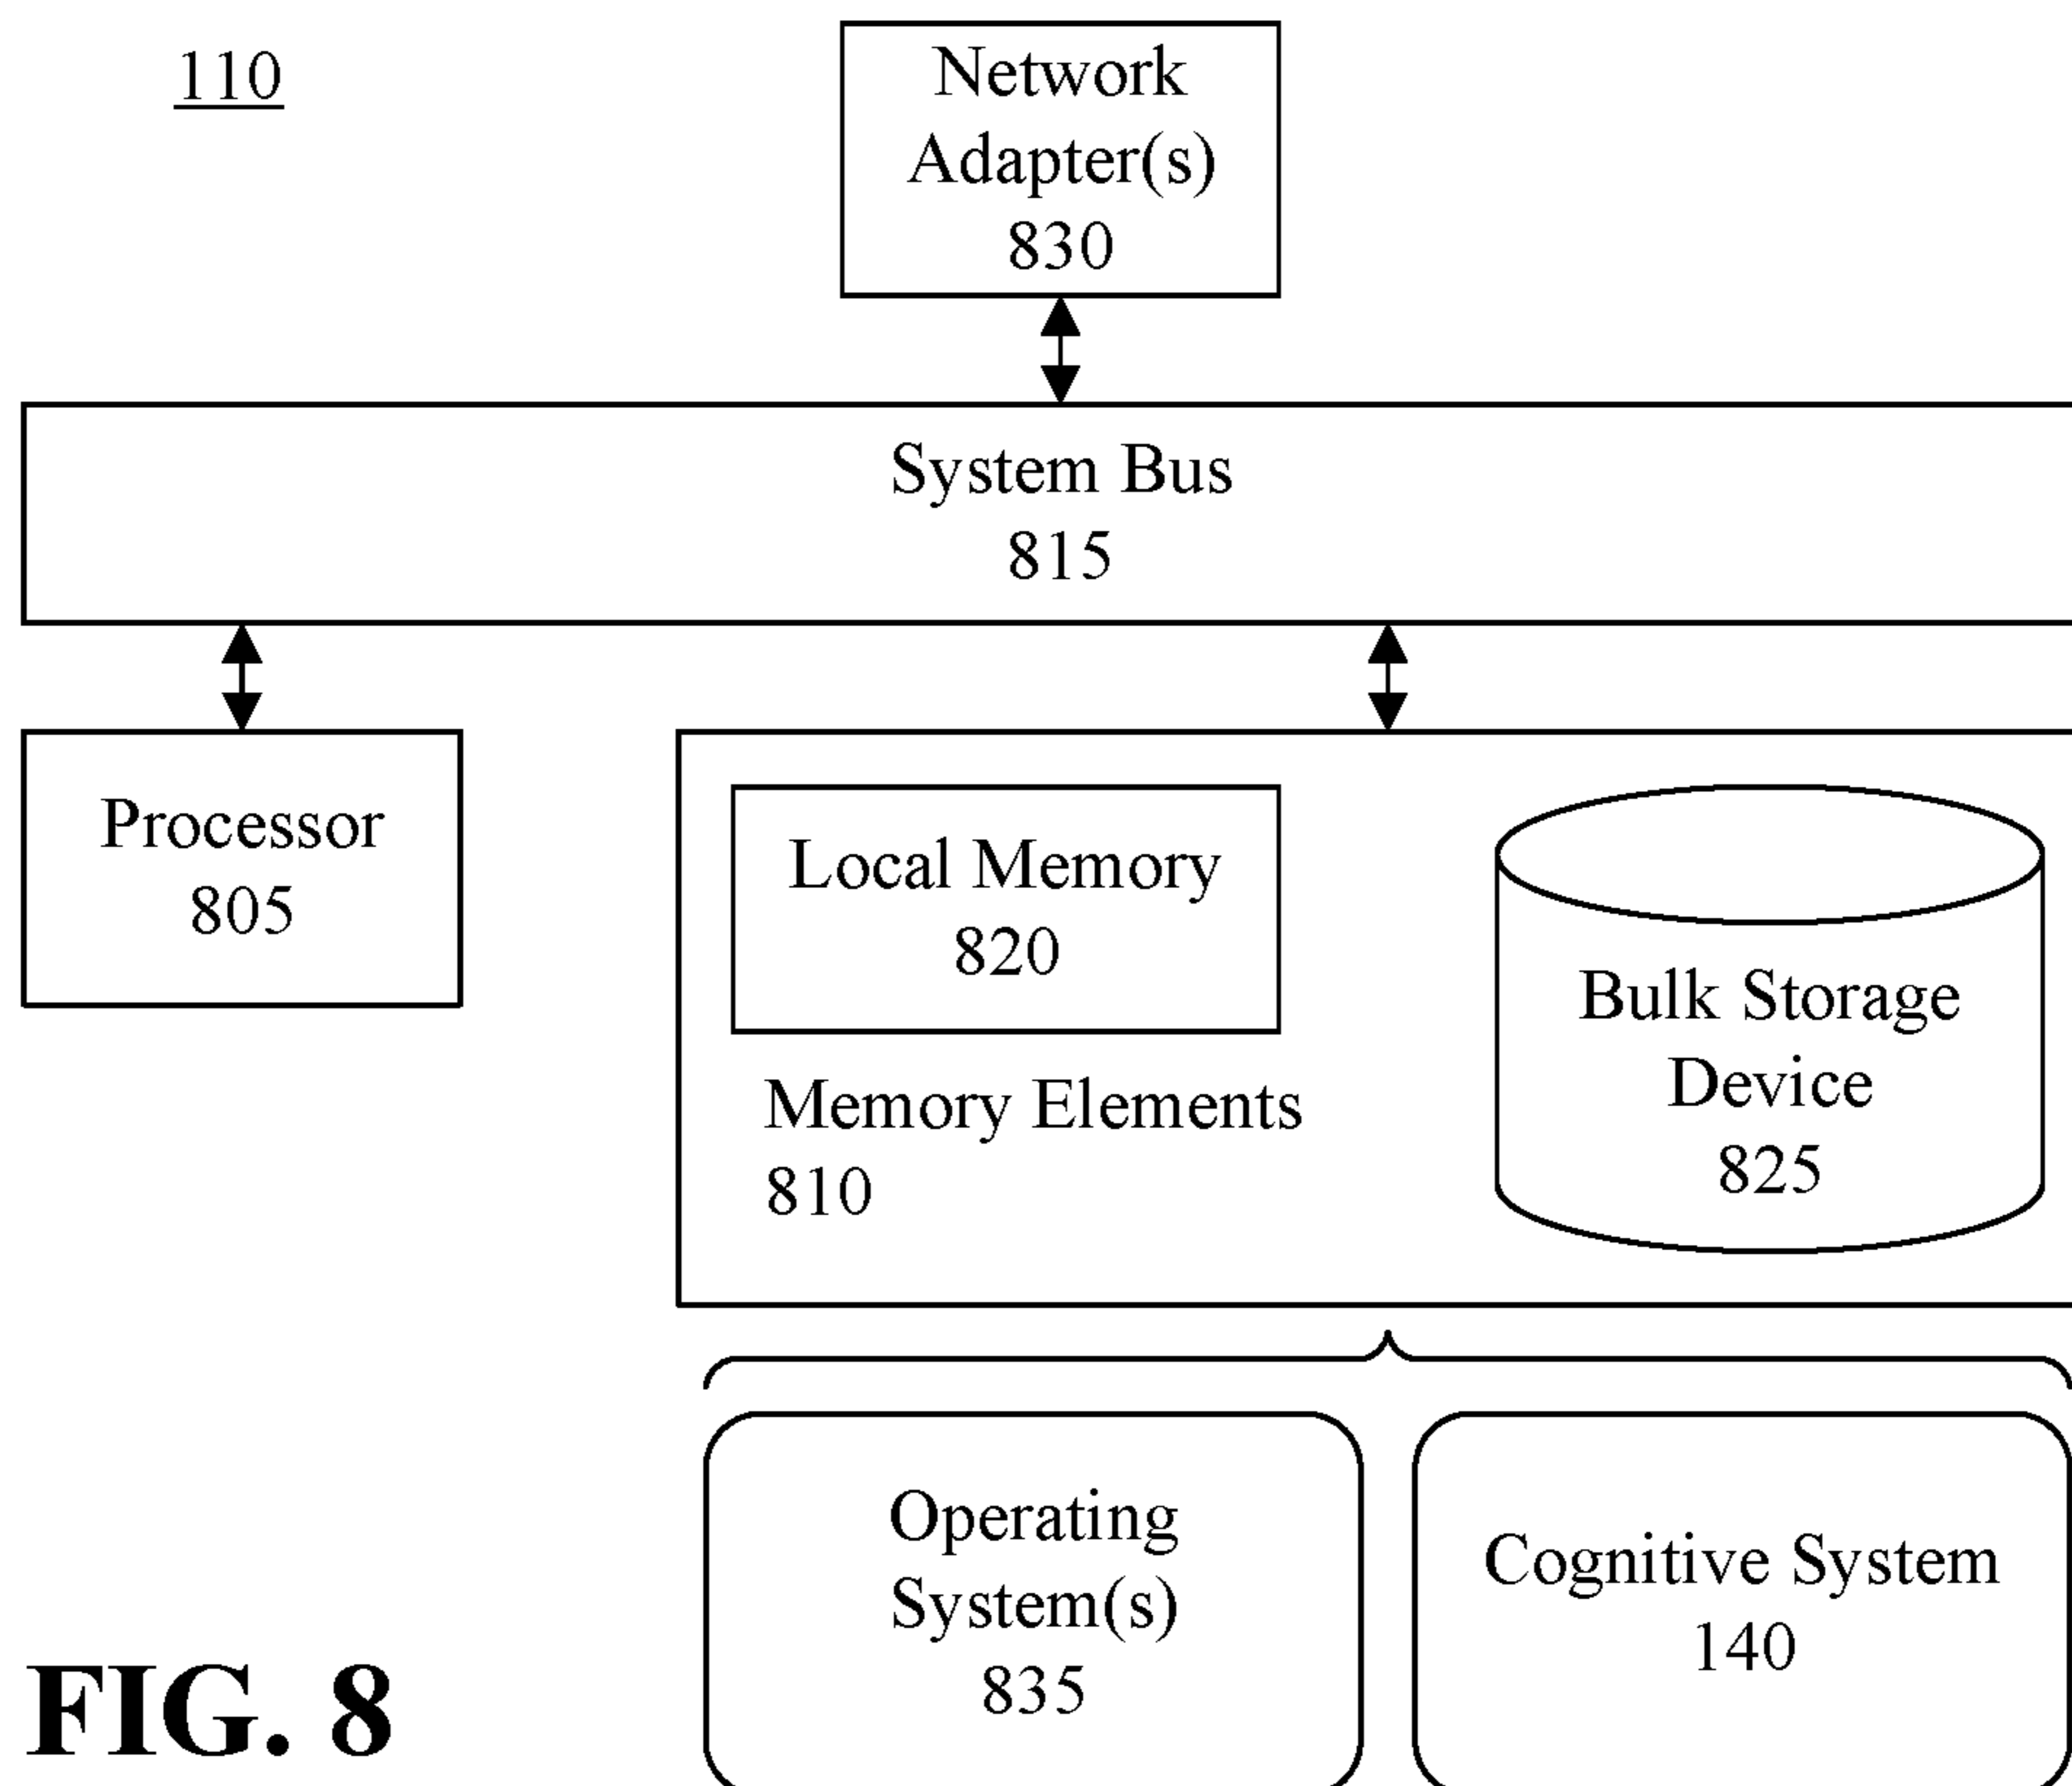 110
Network
Adapter(s)
830
System Bus
815
Processor
805
Local Memory
820
Memory Elements
810
Bulk Storage
Device
825
Operating
System(s)
835
Cognitive System
140
FIG. 8